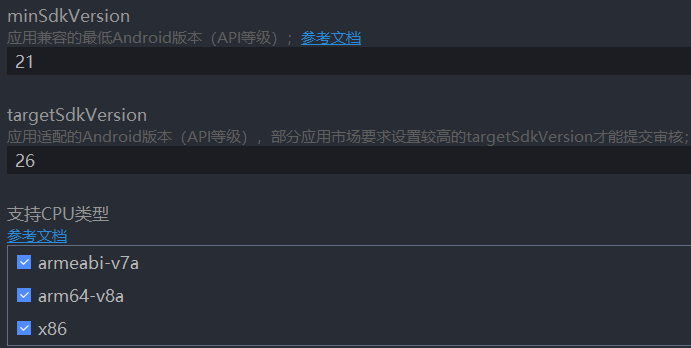 minSdkVersion
应用兼容的最低Android版本（API等级）；参考文档
21
targetSdkVersion
应用适配的Android版本（API等级），部分应用市场要求设置较高的targetSdkVersion才能提交审核；
26
支持CPU类型
参考文档
armeabi-v7a
arm64-v8a
x86